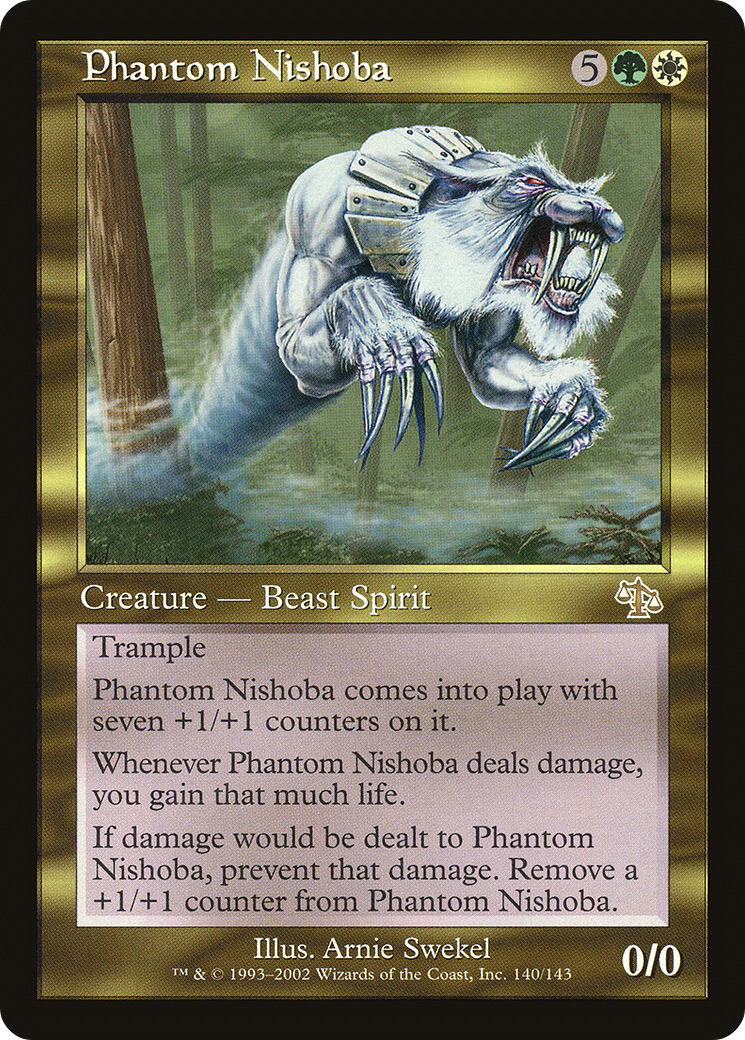 Phantom Nishoba 5
Creature — Beast Spirit
Trample
Phantom Nishoba comes into play with
seven +1/+1 counters on it.
Whenever Phantom Nishoba deals damage,
you gain that much life.
If damage would be dealt to Phantom
Nishoba, prevent that damage. Remove a
+1/+1 counter from Phantom Nishoba.
Illus. Arnie Swekel
™ & © 1993–2002 Wizards of the Coast, Inc. 140/143
0/0